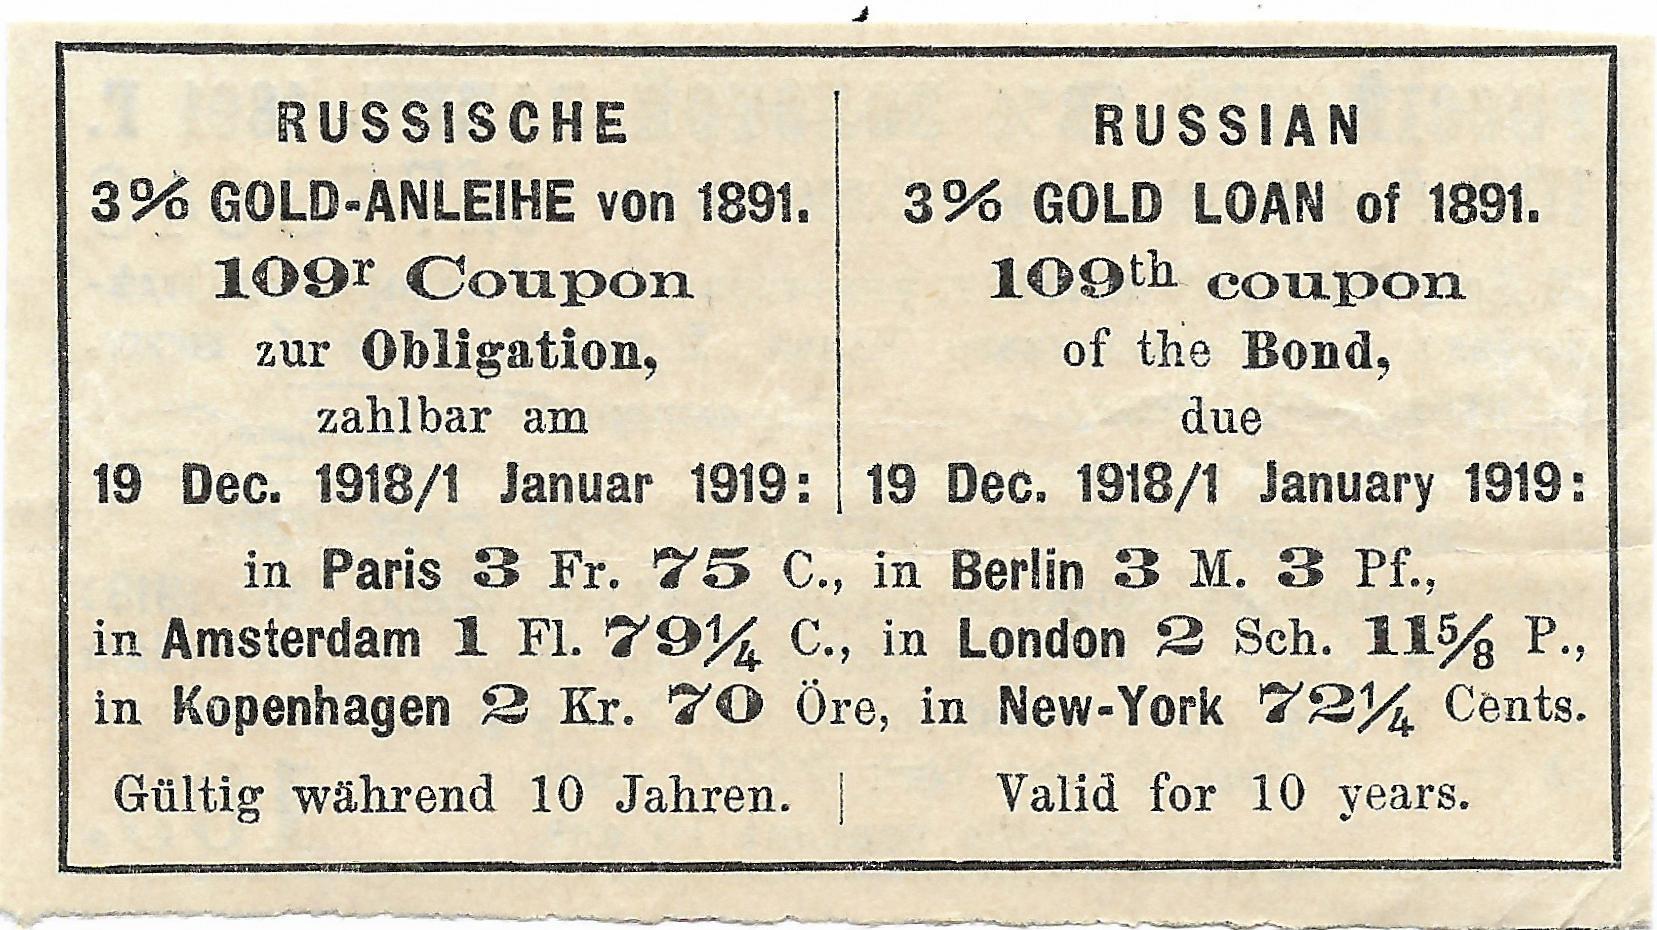 RUSSISCHE
3% GOLD-ANLEIHE von 1891.
109r Coupon
zur Obligation,
zahlbar am
19 Dec. 1918/1 Januar 1919:
RUSSIAN
3% GOLD LOAN of 1891.
109th coupon
of the Bond,
due
19 Dec. 1918/1 January 1919:
in Paris 3 Fr. 75 C., in Berlin 3 M. 3 Pf.,
in Amsterdam 1 Fl. 79¼ C., in London 2 Sch. 11⅝ P.,
in Kopenhagen 2 Kr. 70 Öre, in New-York 72¼ Cents.
Gültig während 10 Jahren.
Valid for 10 years.